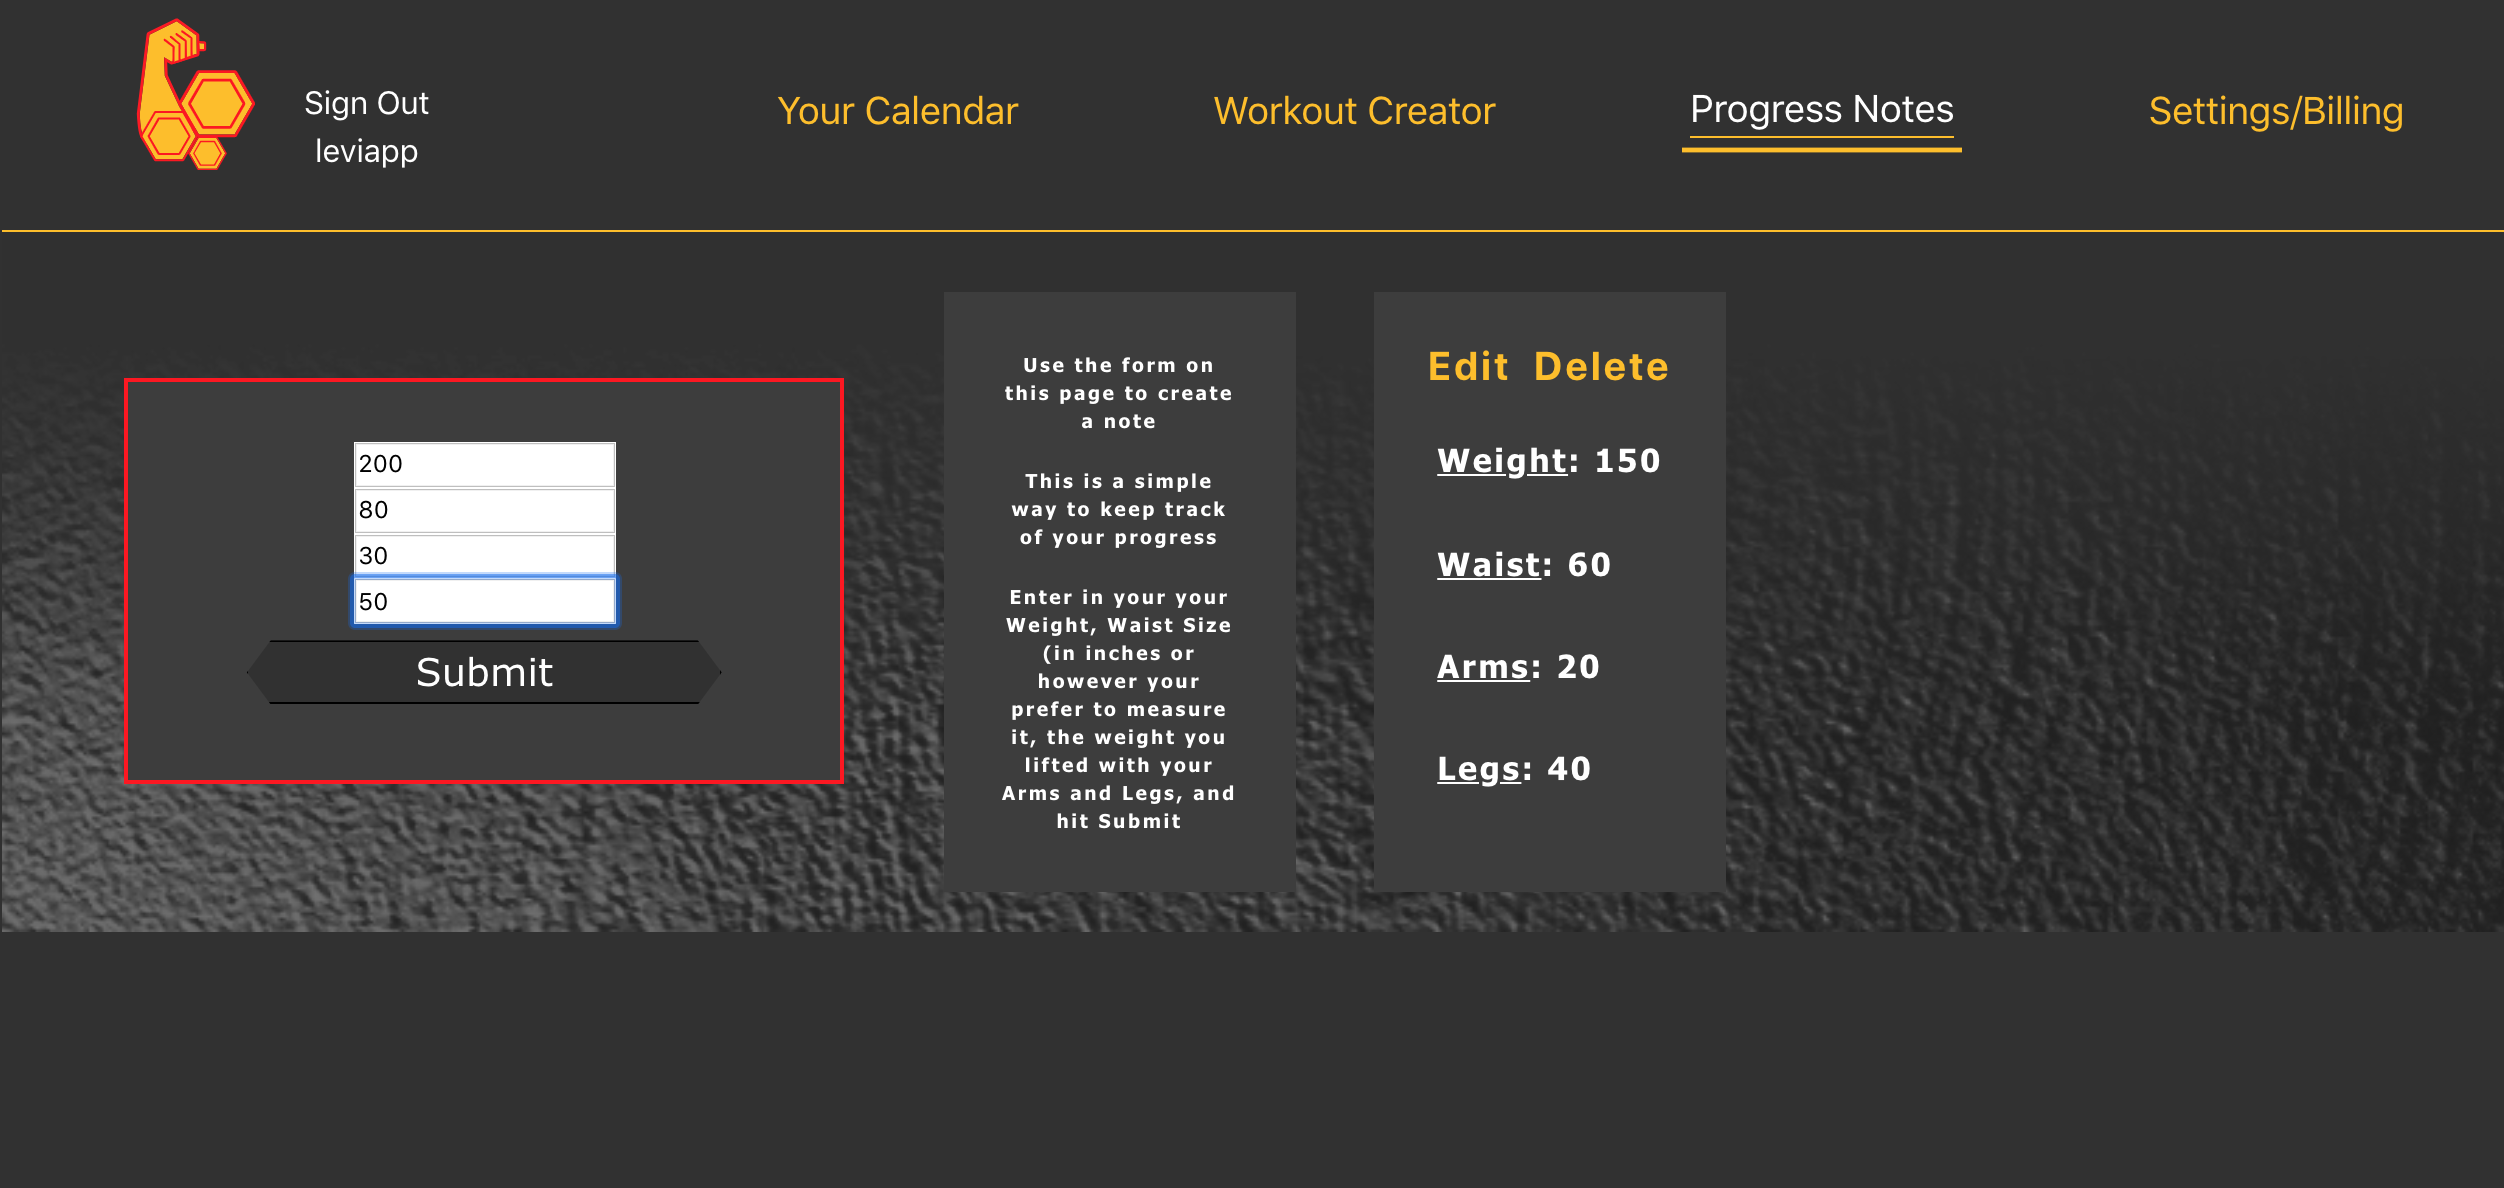 Sign Out
leviapp
Your Calendar
Workout Creator
Progress Notes
Settings/Billing
200
80
30
50
Submit
Use the form on
this page to create
a note
This is a simple
way to keep track
of your progress
Enter in your your
Weight, Waist Size
(in inches or
however your
prefer to measure
it, the weight you
lifted with your
Arms and Legs, and
hit Submit
Edit Delete
Weight: 150
Waist: 60
Arms: 20
Legs: 40